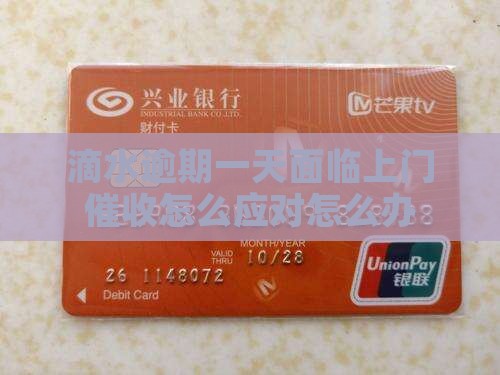 兴业银行
INDUSTRIAL BANK CO.,LTD.
芒果tv
财付卡
滴水逾期一天面临上门
催收怎么应对怎么办
MONTH/YEAR
VALID THRU 10/28
26 1148072
Debit Card
UnionPay
银联